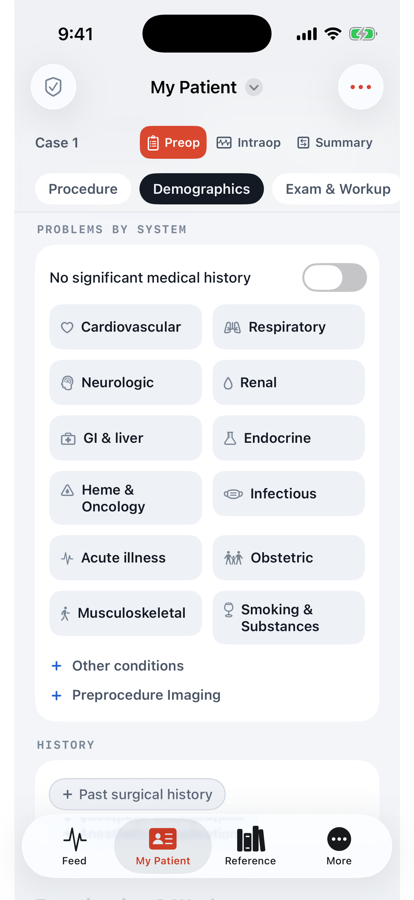 9:41
My Patient
Case 1
Preop
Intraop
Summary
Procedure
Demographics
Exam & Workup
PROBLEMS BY SYSTEM
No significant medical history
Cardiovascular
Respiratory
Neurologic
Renal
GI & liver
Endocrine
Heme &
Oncology
Infectious
Acute illness
Obstetric
Musculoskeletal
Smoking &
Substances
+ Other conditions
+ Preprocedure Imaging
HISTORY
+ Past surgical history
Feed
My Patient
Reference
More